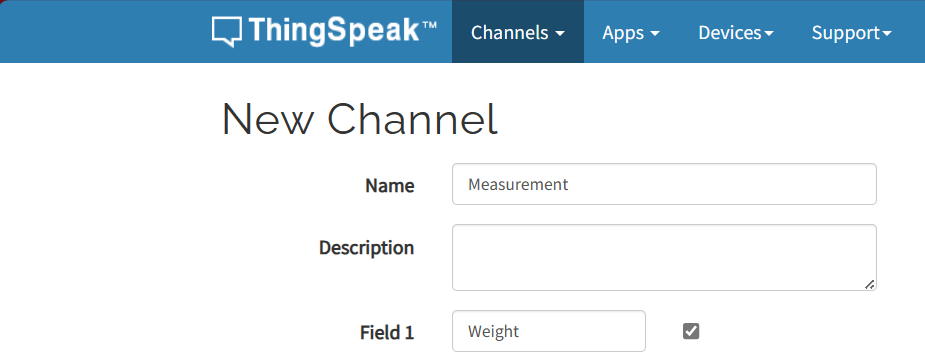 ThingSpeak™ Channels Apps Devices Support
New Channel
Name Measurement
Description
Field 1 Weight